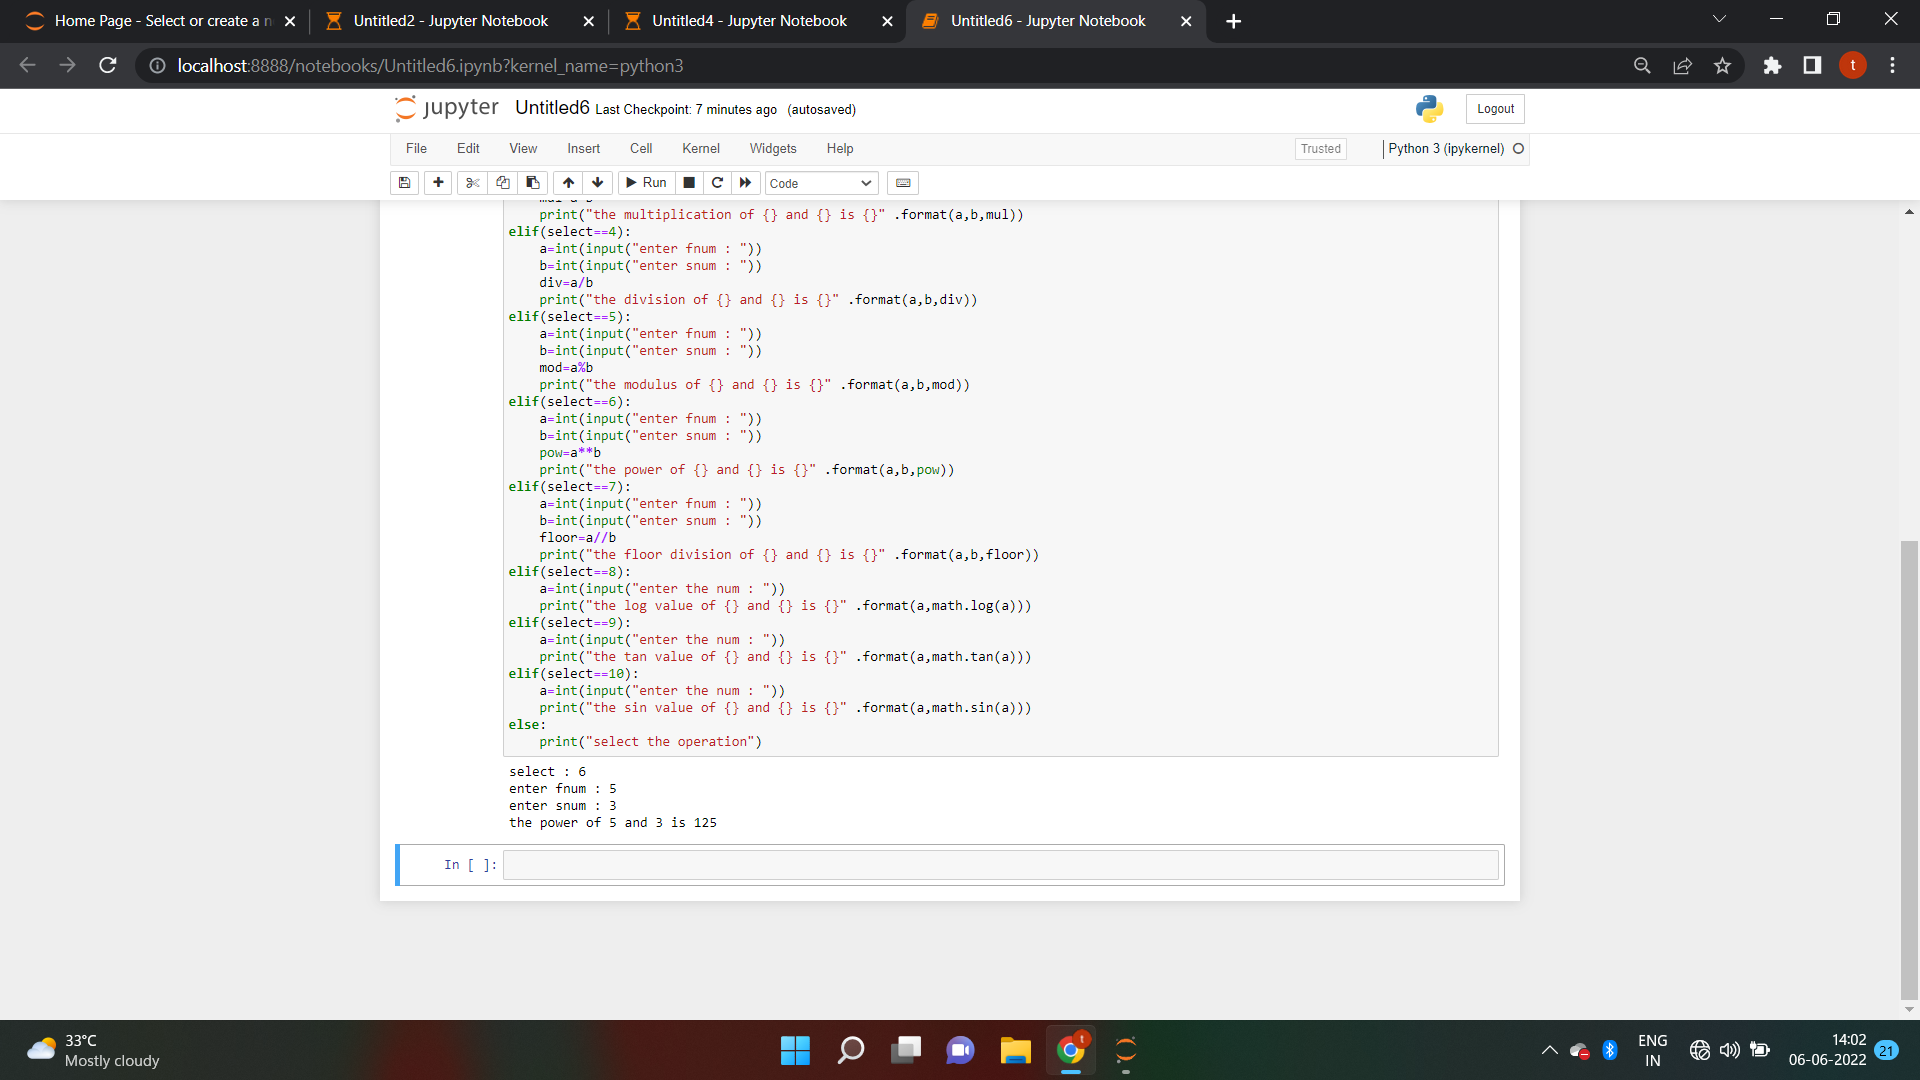 Home Page - Select or create a n
Untitled2 - Jupyter Notebook
Untitled4 - Jupyter Notebook
Untitled6 - Jupyter Notebook
localhost:8888/notebooks/Untitled6.ipynb?kernel_name=python3
t
jupyter Untitled6 Last Checkpoint: 7 minutes ago (autosaved)
Logout
File Edit View Insert Cell Kernel Widgets Help
Trusted
Python 3 (ipykernel)
Run
Code
    print("the multiplication of {} and {} is {}" .format(a,b,mul))
elif(select==4):
    a=int(input("enter fnum : "))
    b=int(input("enter snum : "))
    div=a/b
    print("the division of {} and {} is {}" .format(a,b,div))
elif(select==5):
    a=int(input("enter fnum : "))
    b=int(input("enter snum : "))
    mod=a%b
    print("the modulus of {} and {} is {}" .format(a,b,mod))
elif(select==6):
    a=int(input("enter fnum : "))
    b=int(input("enter snum : "))
    pow=a**b
    print("the power of {} and {} is {}" .format(a,b,pow))
elif(select==7):
    a=int(input("enter fnum : "))
    b=int(input("enter snum : "))
    floor=a//b
    print("the floor division of {} and {} is {}" .format(a,b,floor))
elif(select==8):
    a=int(input("enter the num : "))
    print("the log value of {} and {} is {}" .format(a,math.log(a)))
elif(select==9):
    a=int(input("enter the num : "))
    print("the tan value of {} and {} is {}" .format(a,math.tan(a)))
elif(select==10):
    a=int(input("enter the num : "))
    print("the sin value of {} and {} is {}" .format(a,math.sin(a)))
else:
    print("select the operation")
select : 6
enter fnum : 5
enter snum : 3
the power of 5 and 3 is 125
In [ ]:
33°C
Mostly cloudy
t
ENG
IN
14:02
06-06-2022
21